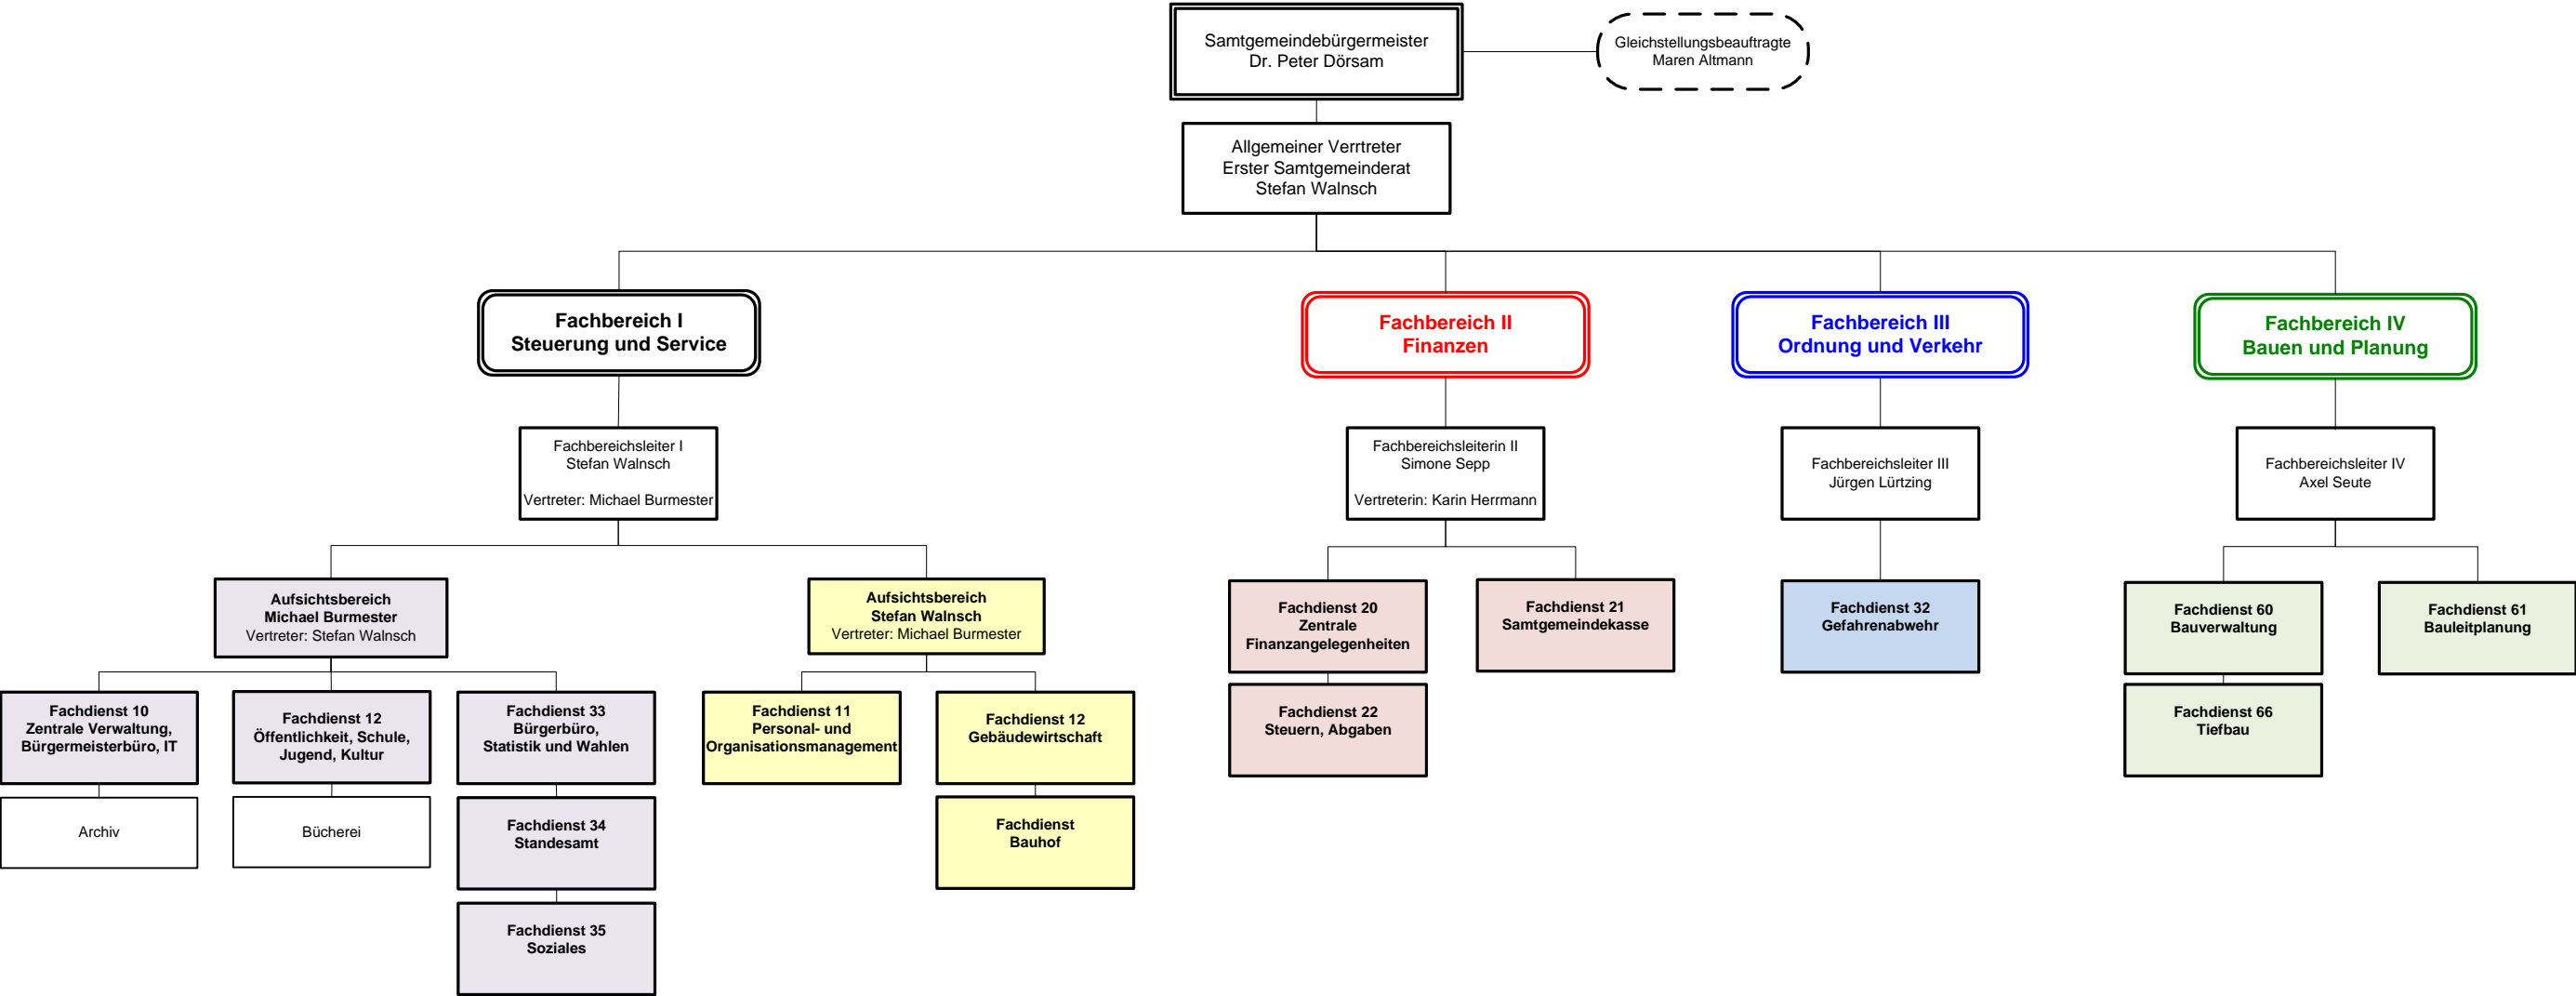 Samtgemeindebürgermeister
Dr. Peter Dörsam
Gleichstellungsbeauftragte
Maren Altmann
Allgemeiner Verrtreter
Erster Samtgemeinderat
Stefan Walnsch
Fachbereich I
Steuerung und Service
Fachbereich II
Finanzen
Fachbereich III
Ordnung und Verkehr
Fachbereich IV
Bauen und Planung
Fachbereichsleiter I
Stefan Walnsch
Vertreter: Michael Burmester
Fachbereichsleiterin II
Simone Sepp
Vertreterin: Karin Herrmann
Fachbereichsleiter III
Jürgen Lürtzing
Fachbereichsleiter IV
Axel Seute
Aufsichtsbereich
Michael Burmester
Vertreter: Stefan Walnsch
Aufsichtsbereich
Stefan Walnsch
Vertreter: Michael Burmester
Fachdienst 20
Zentrale
Finanzangelegenheiten
Fachdienst 21
Samtgemeindekasse
Fachdienst 32
Gefahrenabwehr
Fachdienst 60
Bauverwaltung
Fachdienst 61
Bauleitplanung
Fachdienst 10
Zentrale Verwaltung,
Bürgermeisterbüro, IT
Fachdienst 12
Öffentlichkeit, Schule,
Jugend, Kultur
Fachdienst 33
Bürgerbüro,
Statistik und Wahlen
Fachdienst 11
Personal- und
Organisationsmanagement
Fachdienst 12
Gebäudewirtschaft
Fachdienst 22
Steuern, Abgaben
Fachdienst 66
Tiefbau
Archiv
Bücherei
Fachdienst 34
Standesamt
Fachdienst
Bauhof
Fachdienst 35
Soziales